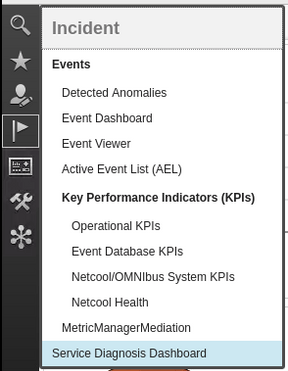 Incident
Events
Detected Anomalies
Event Dashboard
Event Viewer
Active Event List (AEL)
Key Performance Indicators (KPIs)
Operational KPIs
Event Database KPIs
Netcool/OMNIbus System KPIs
Netcool Health
MetricManagerMediation
Service Diagnosis Dashboard